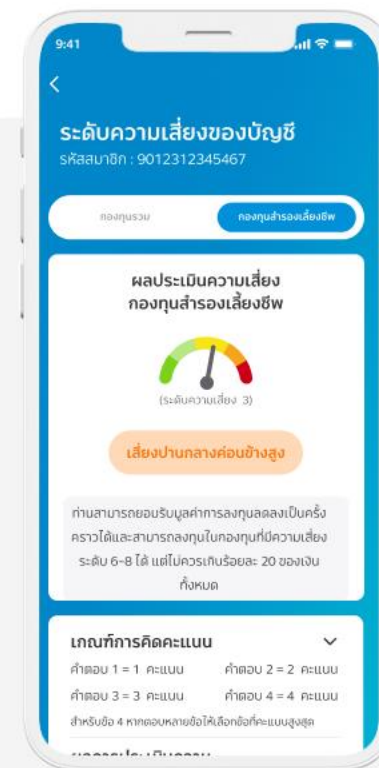 9:41
ระดับความเสี่ยงของบัญชี
รหัสสมาชิก : 9012312345467
กองทุนรวม
กองทุนสำรองเลี้ยงชีพ
ผลประเมินความเสี่ยง
กองทุนสำรองเลี้ยงชีพ
(ระดับความเสี่ยง 3)
เสี่ยงปานกลางค่อนข้างสูง
ท่านสามารถยอมรับมูลค่าการลงทุนลดลงเป็นครั้ง
คราวได้และสามารถลงทุนในกองทุนที่มีความเสี่ยง
ระดับ 6-8 ได้ แต่ไม่ควรเกินร้อยละ 20 ของเงิน
ทั้งหมด
เกณฑ์การคิดคะแนน
คำตอบ 1 = 1 คะแนน คำตอบ 2 = 2 คะแนน
คำตอบ 3 = 3 คะแนน คำตอบ 4 = 4 คะแนน
สำหรับข้อ 4 หากตอบหลายข้อให้เลือกข้อที่คะแนนสูงสุด